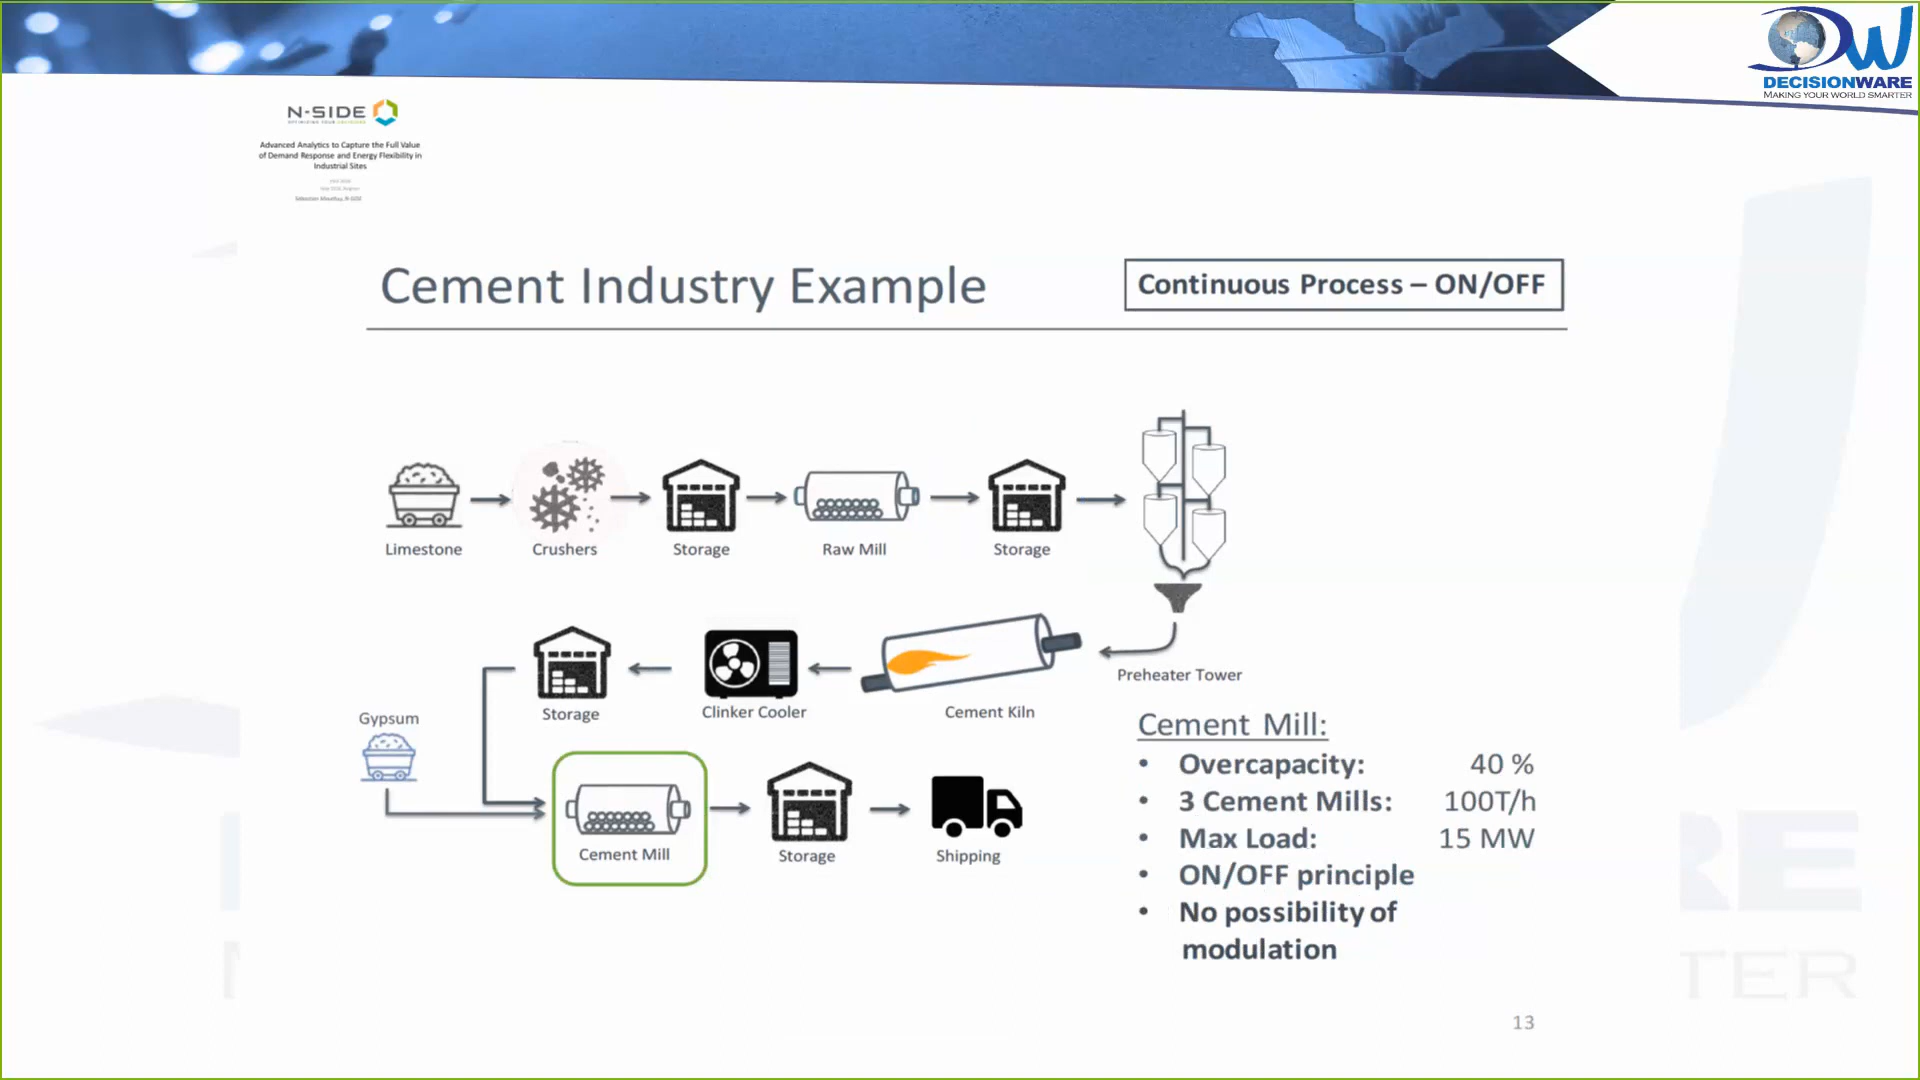 DW
DECISIONWARE
MAKING YOUR WORLD SMARTER
N-SIDE
Advanced Analytics to Capture the Full Value
of Demand Response and Energy Flexibility in
Industrial Sites
Cement Industry Example
Continuous Process – ON/OFF
Limestone
Crushers
Storage
Raw Mill
Storage
Preheater Tower
Storage
Clinker Cooler
Cement Kiln
Gypsum
Cement Mill
Storage
Shipping
Cement Mill:
• Overcapacity: 40 %
• 3 Cement Mills: 100T/h
• Max Load: 15 MW
• ON/OFF principle
• No possibility of
modulation
13